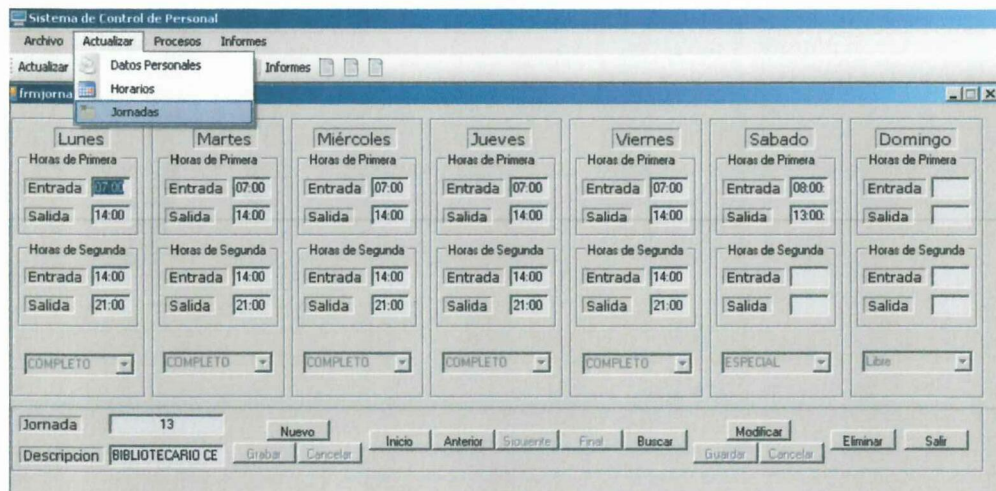 Sistema de Control de Personal
Archivo Actualizar Procesos Informes
Actualizar Datos Personales Informes
Horarios
frmjorna Jornadas
Lunes Martes Miércoles Jueves Viernes Sabado Domingo
Horas de Primera Horas de Primera Horas de Primera Horas de Primera Horas de Primera Horas de Primera Horas de Primera
Entrada 07:00 Entrada 07:00 Entrada 07:00 Entrada 07:00 Entrada 07:00 Entrada 08:00: Entrada
Salida 14:00 Salida 14:00 Salida 14:00 Salida 14:00 Salida 14:00 Salida 13:00: Salida
Horas de Segunda Horas de Segunda Horas de Segunda Horas de Segunda Horas de Segunda Horas de Segunda Horas de Segunda
Entrada 14:00 Entrada 14:00 Entrada 14:00 Entrada 14:00 Entrada 14:00 Entrada Entrada
Salida 21:00 Salida 21:00 Salida 21:00 Salida 21:00 Salida 21:00 Salida Salida
COMPLETO COMPLETO COMPLETO COMPLETO COMPLETO ESPECIAL Libre
Jornada 13 Nuevo Inicio Anterior Siguiente Final Buscar Modificar Eliminar Salir
Descripcion BIBLIOTECARIO CE Grabar Cancelar Guardar Cancelar